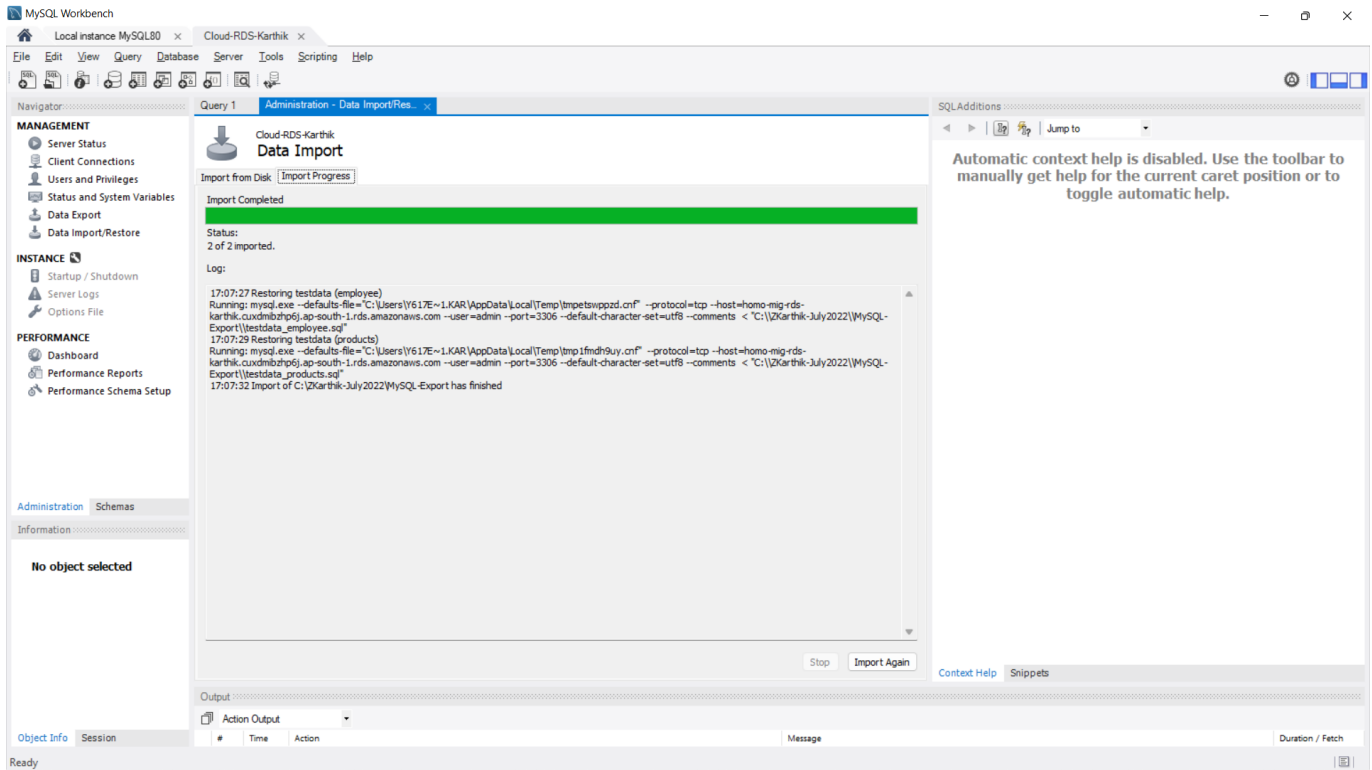 MySQL Workbench
Local instance MySQL80 ×
Cloud-RDS-Karthik ×
File Edit View Query Database Server Tools Scripting Help
Navigator
MANAGEMENT
Server Status
Client Connections
Users and Privileges
Status and System Variables
Data Export
Data Import/Restore
INSTANCE
Startup / Shutdown
Server Logs
Options File
PERFORMANCE
Dashboard
Performance Reports
Performance Schema Setup
Administration Schemas
Information
No object selected
Object Info Session
Query 1
Administration - Data Import/Res... ×
Cloud-RDS-Karthik
Data Import
Import from Disk Import Progress
Import Completed
Status:
2 of 2 imported.
Log:
17:07:27 Restoring testdata (employee)
Running: mysql.exe --defaults-file="C:\Users\Y617E~1.KAR\AppData\Local\Temp\tmpetswppzd.cnf" --protocol=tcp --host=homo-mig-rds-
karthik.cuxdmibzhp6j.ap-south-1.rds.amazonaws.com --user=admin --port=3306 --default-character-set=utf8 --comments < "C:\\ZKarthik-July2022\\MySQL-
Export\\testdata_employee.sql"
17:07:29 Restoring testdata (products)
Running: mysql.exe --defaults-file="C:\Users\Y617E~1.KAR\AppData\Local\Temp\tmp1fmdh9uy.cnf" --protocol=tcp --host=homo-mig-rds-
karthik.cuxdmibzhp6j.ap-south-1.rds.amazonaws.com --user=admin --port=3306 --default-character-set=utf8 --comments < "C:\\ZKarthik-July2022\\MySQL-
Export\\testdata_products.sql"
17:07:32 Import of C:\ZKarthik-July2022\MySQL-Export has finished
Stop Import Again
SQLAdditions
Jump to
Automatic context help is disabled. Use the toolbar to
manually get help for the current caret position or to
toggle automatic help.
Context Help Snippets
Output
Action Output
# Time Action Message Duration / Fetch
Ready